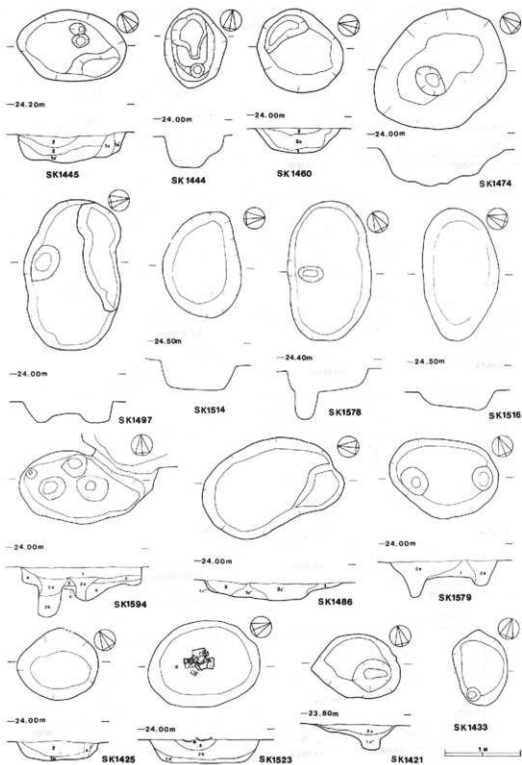 —24.20m
—24.00m
—24.00m
—24.00m
SK1445
SK1444
SK1460
SK1474
—24.00m
—24.50m
—24.40m
—24.50m
SK1497
SK1514
SK1578
SK1516
—24.00m
—24.00m
—24.00m
SK1594
SK1486
SK1579
—24.00m
—24.00m
—23.80m
SK1433
SK1425
SK1523
SK1421
1 M